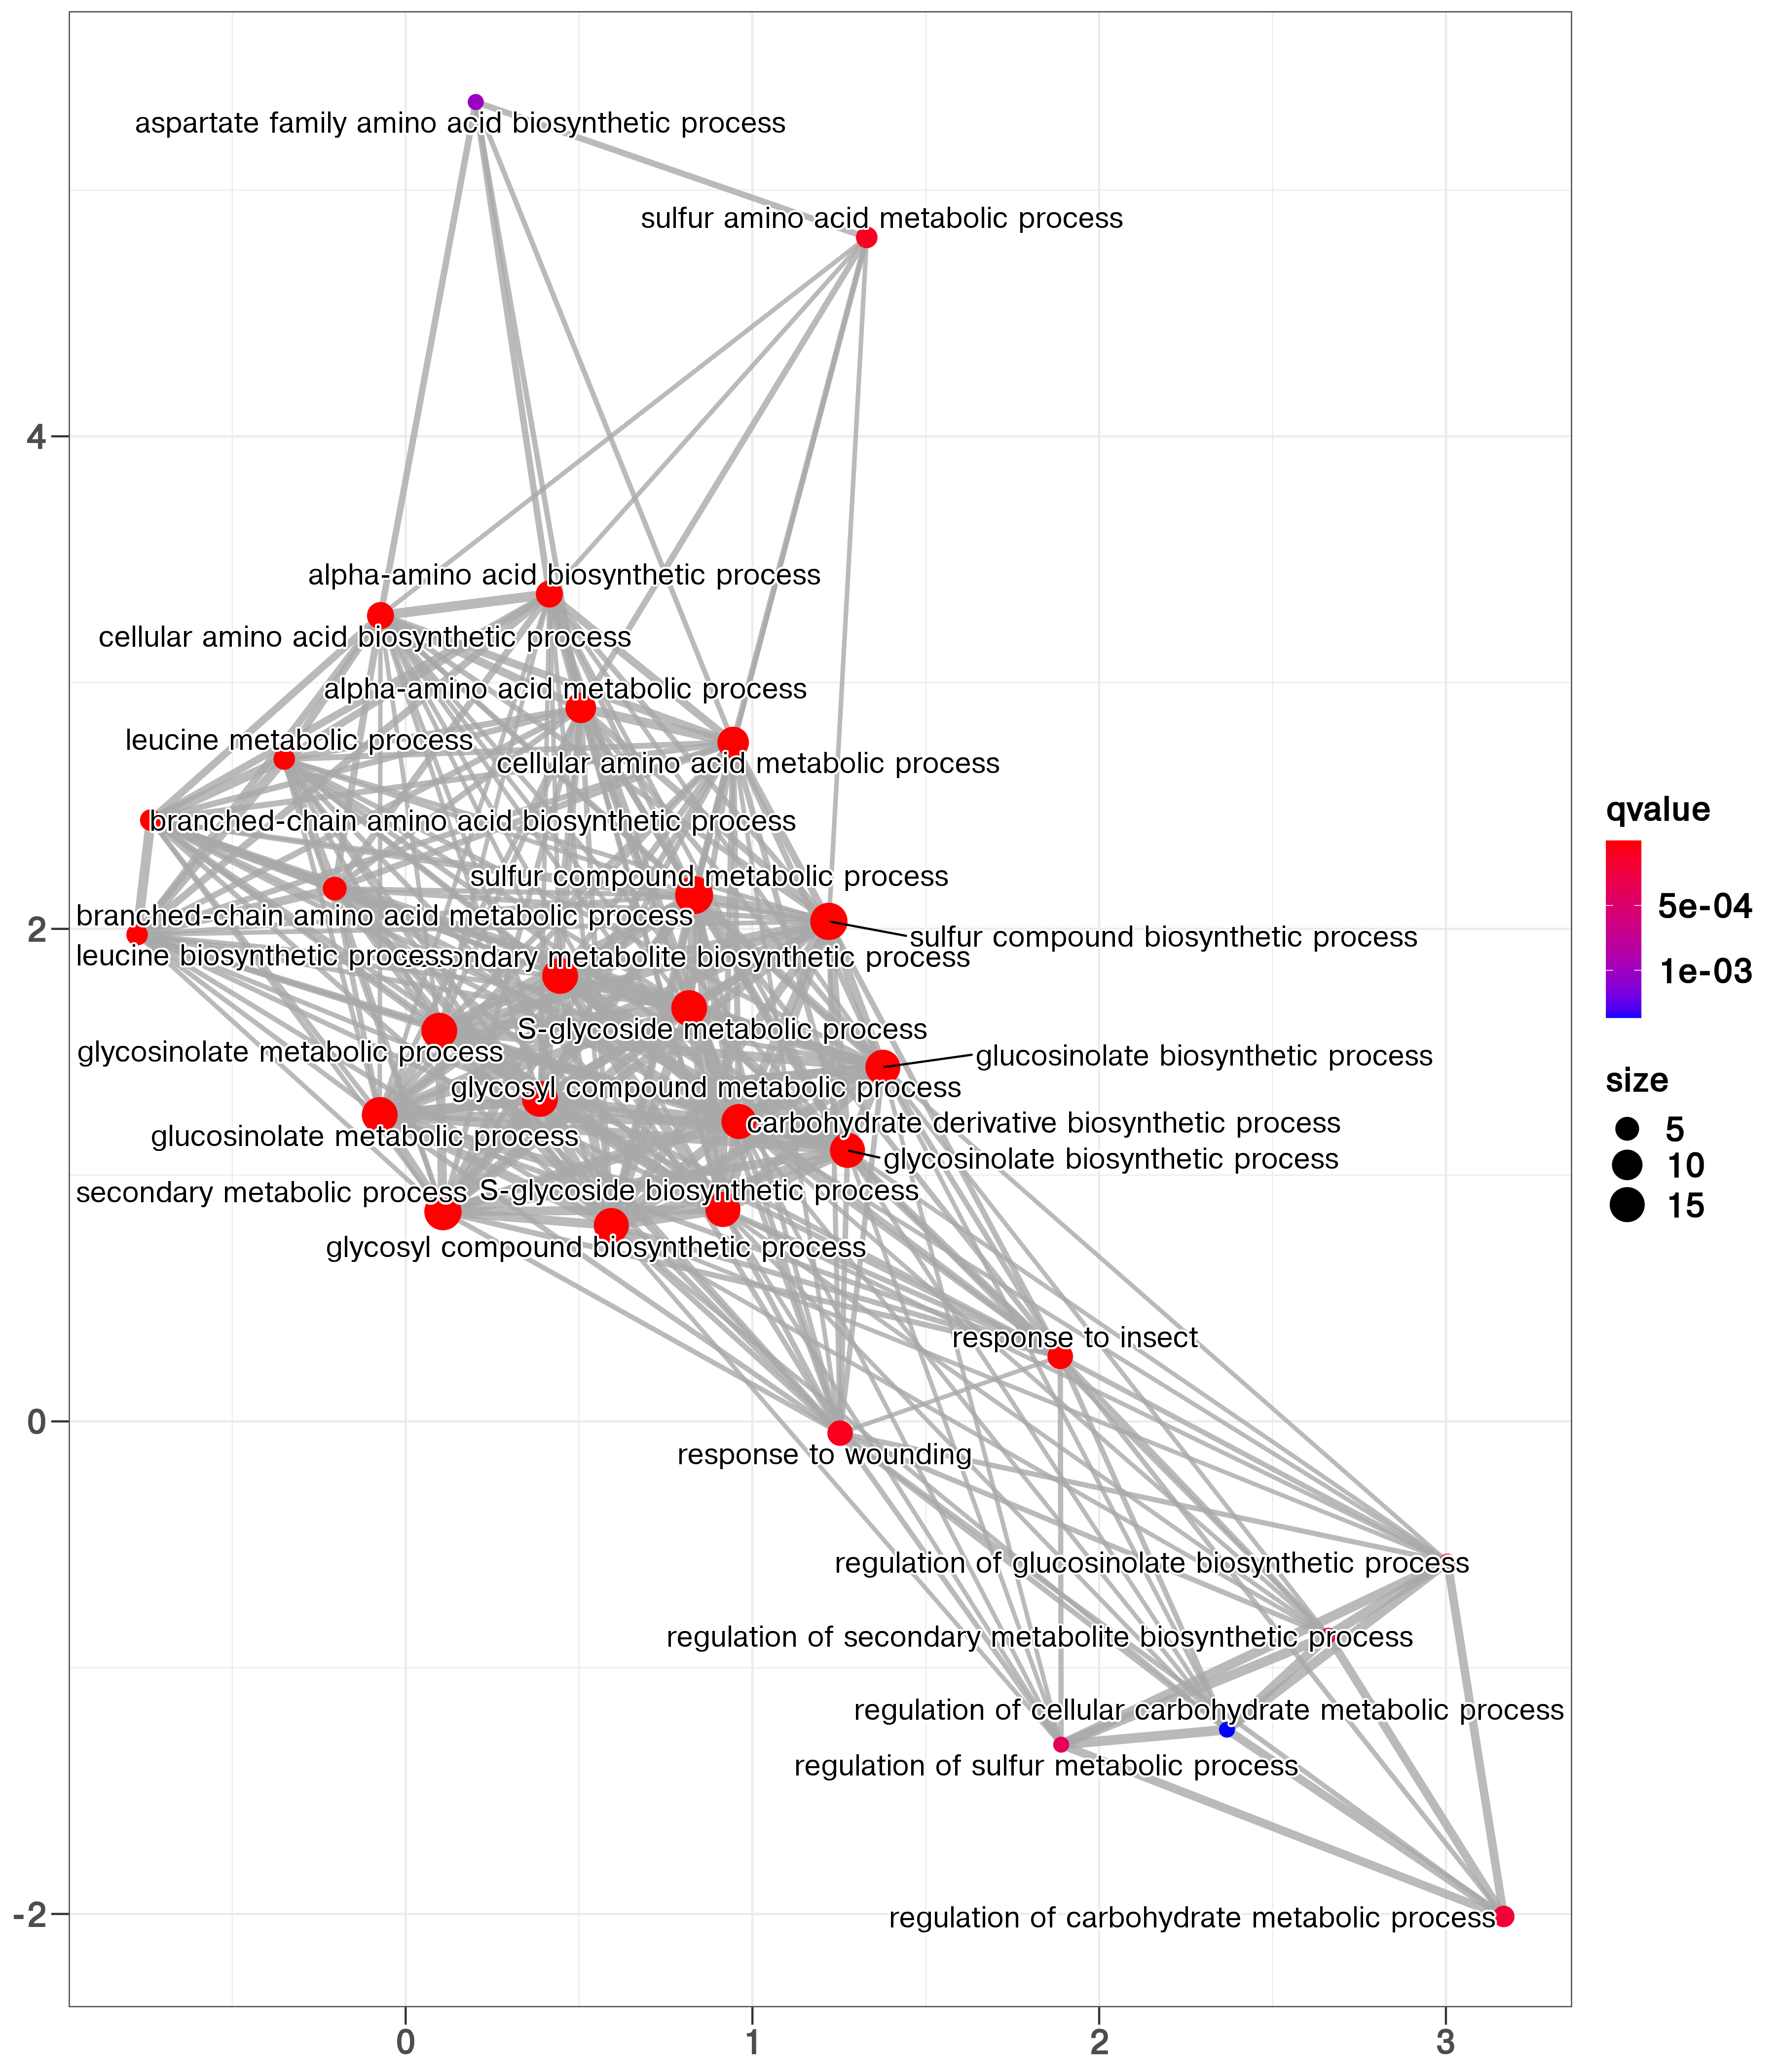 aspartate family amino acid biosynthetic process
sulfur amino acid metabolic process
4
alpha-amino acid biosynthetic process
cellular amino acid biosynthetic process
alpha-amino acid metabolic process
leucine metabolic process
cellular amino acid metabolic process
branched-chain amino acid biosynthetic process
sulfur compound metabolic process
branched-chain amino acid metabolic process
2
sulfur compound biosynthetic process
leucine biosynthetic process
metabolite biosynthetic process
S-glycoside metabolic process
glycosinolate metabolic process
glucosinolate biosynthetic process
glycosyl compound metabolic process
carbohydrate derivative biosynthetic process
glucosinolate metabolic process
glycosinolate biosynthetic process
secondary metabolic process
S-glycoside biosynthetic process
glycosyl compound biosynthetic process
response to insect
0
response to wounding
regulation of glucosinolate biosynthetic process
regulation of secondary metabolite biosynthetic process
regulation of cellular carbohydrate metabolic process
regulation of sulfur metabolic process
-2
regulation of carbohydrate metabolic process
0 1 2 3
qvalue
5e-04
1e-03
size
5
10
15